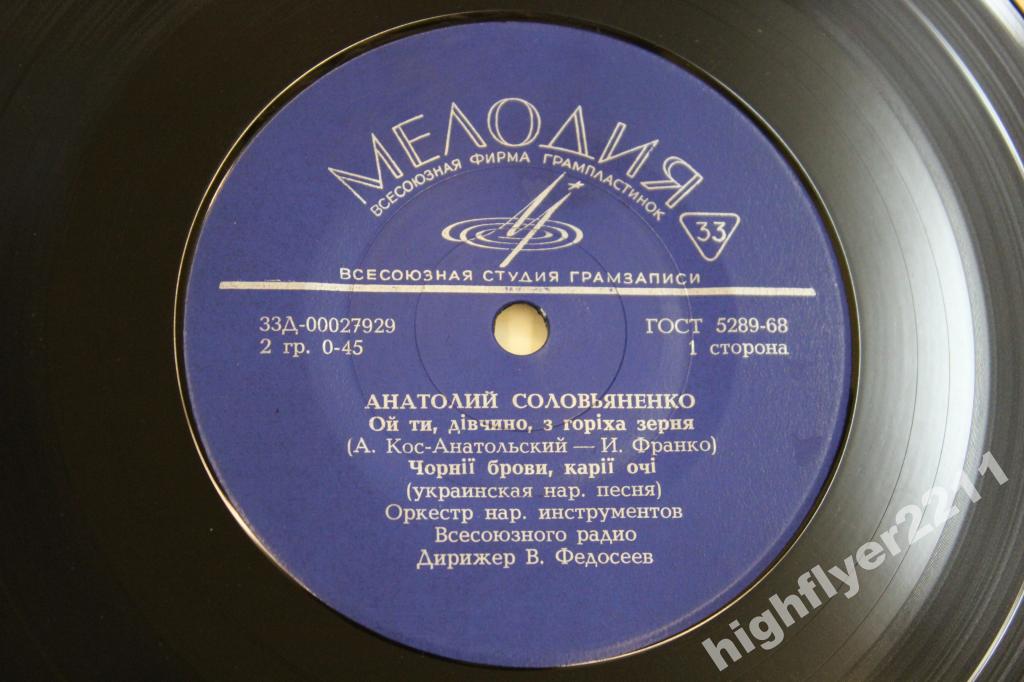 МЕЛОДИЯ
ВСЕСОЮЗНАЯ ФИРМА ГРАМПЛАСТИНОК
33
ВСЕСОЮЗНАЯ СТУДИЯ ГРАМЗАПИСИ
33Д-00027929 ГОСТ 5289-68
2 гр. 0-45 1 сторона
АНАТОЛИЙ СОЛОВЬЯНЕНКО
Ой ти, дівчино, з горіха зерня
(А. Кос-Анатольский — И. Франко)
Чорнії брови, карії очі
(украинская нар. песня)
Оркестр нар. инструментов
Всесоюзного радио
Дирижер В. Федосеев
highflyer2211